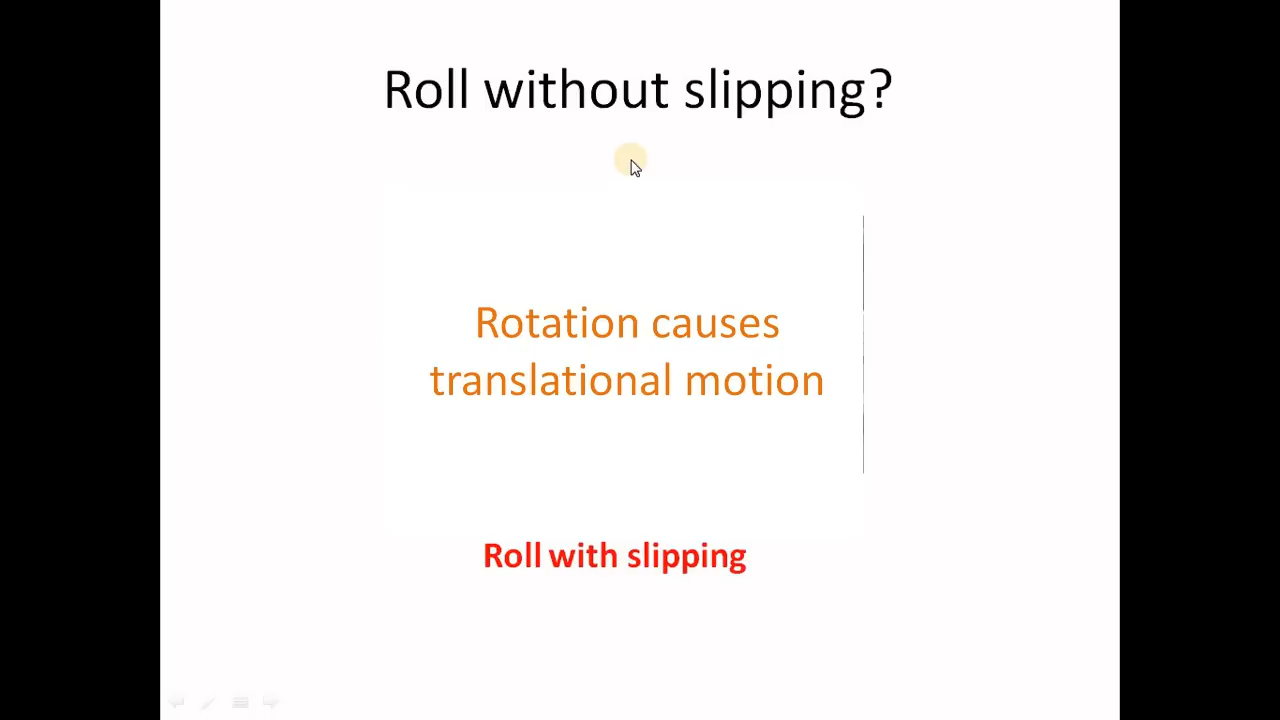 Roll without slipping?
Rotation causes
translational motion
Roll with slipping